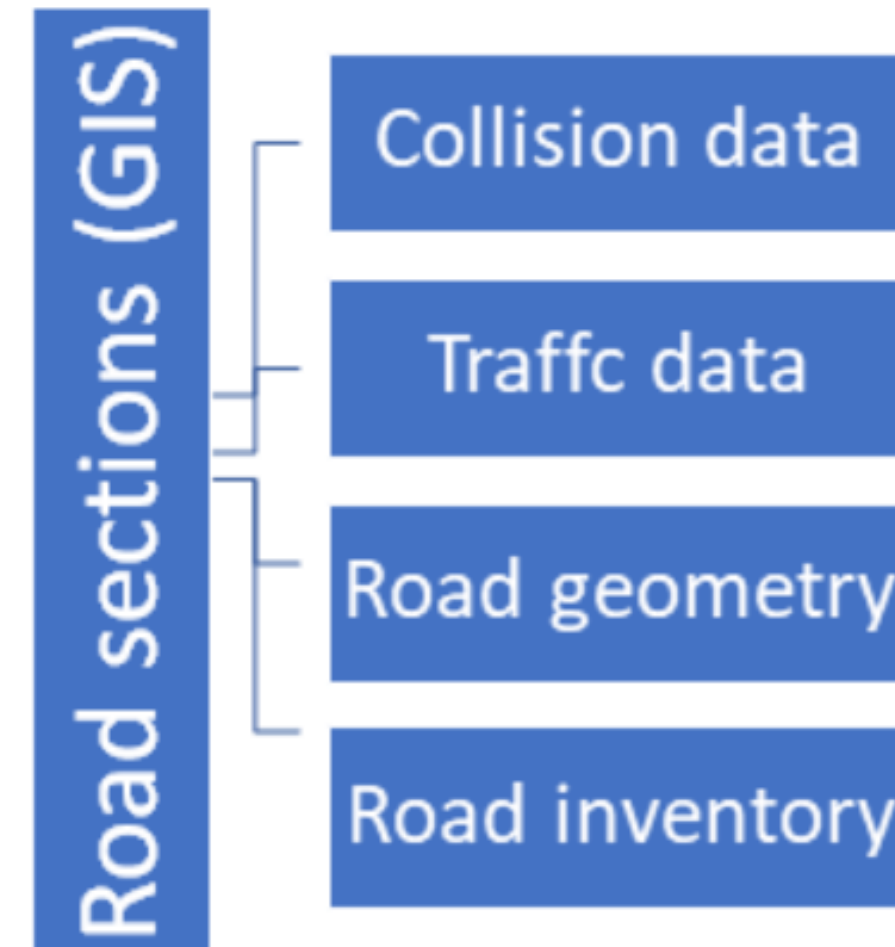 Road sections (GIS)
Collision data
Traffc data
Road geometry
Road inventory